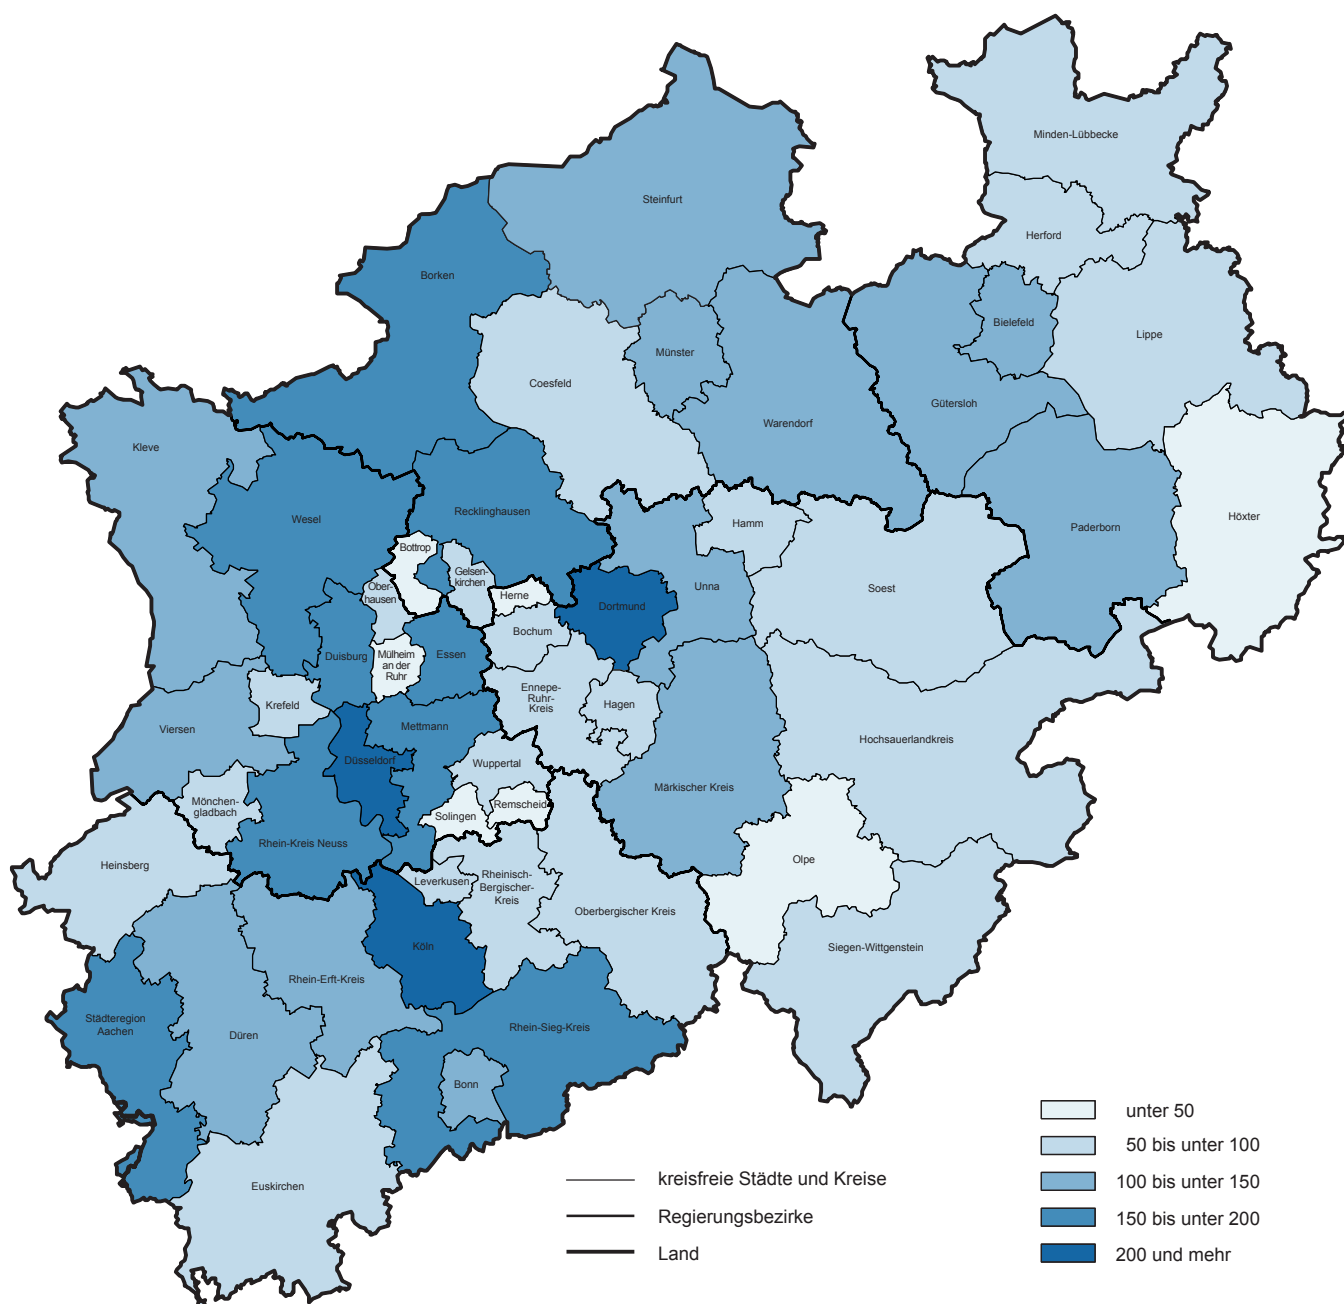 Minden-Lübbecke
Steinfurt
Herford
Borken
Bielefeld
Lippe
Münster
Coesfeld
Gütersloh
Warendorf
Kleve
Recklinghausen
Wesel
Höxter
Hamm
Paderborn
Bottrop
Gelsen-
kirchen
Ober-
hausen
Unna
Soest
Herne
Dortmund
Bochum
Duisburg
Mülheim
an der
Ruhr
Essen
Ennepe-
Ruhr-
Kreis
Hagen
Krefeld
Viersen
Mettmann
Hochsauerlandkreis
Düsseldorf
Wuppertal
Märkischer Kreis
Mönchen-
gladbach
Remscheid
Solingen
Rhein-Kreis Neuss
Heinsberg
Olpe
Leverkusen
Rheinisch-
Bergischer-
Kreis
Oberbergischer Kreis
Köln
Siegen-Wittgenstein
Rhein-Erft-Kreis
Städteregion
Aachen
Rhein-Sieg-Kreis
Düren
Bonn
Euskirchen
kreisfreie Städte und Kreise
Regierungsbezirke
Land
unter 50
50 bis unter 100
100 bis unter 150
150 bis unter 200
200 und mehr